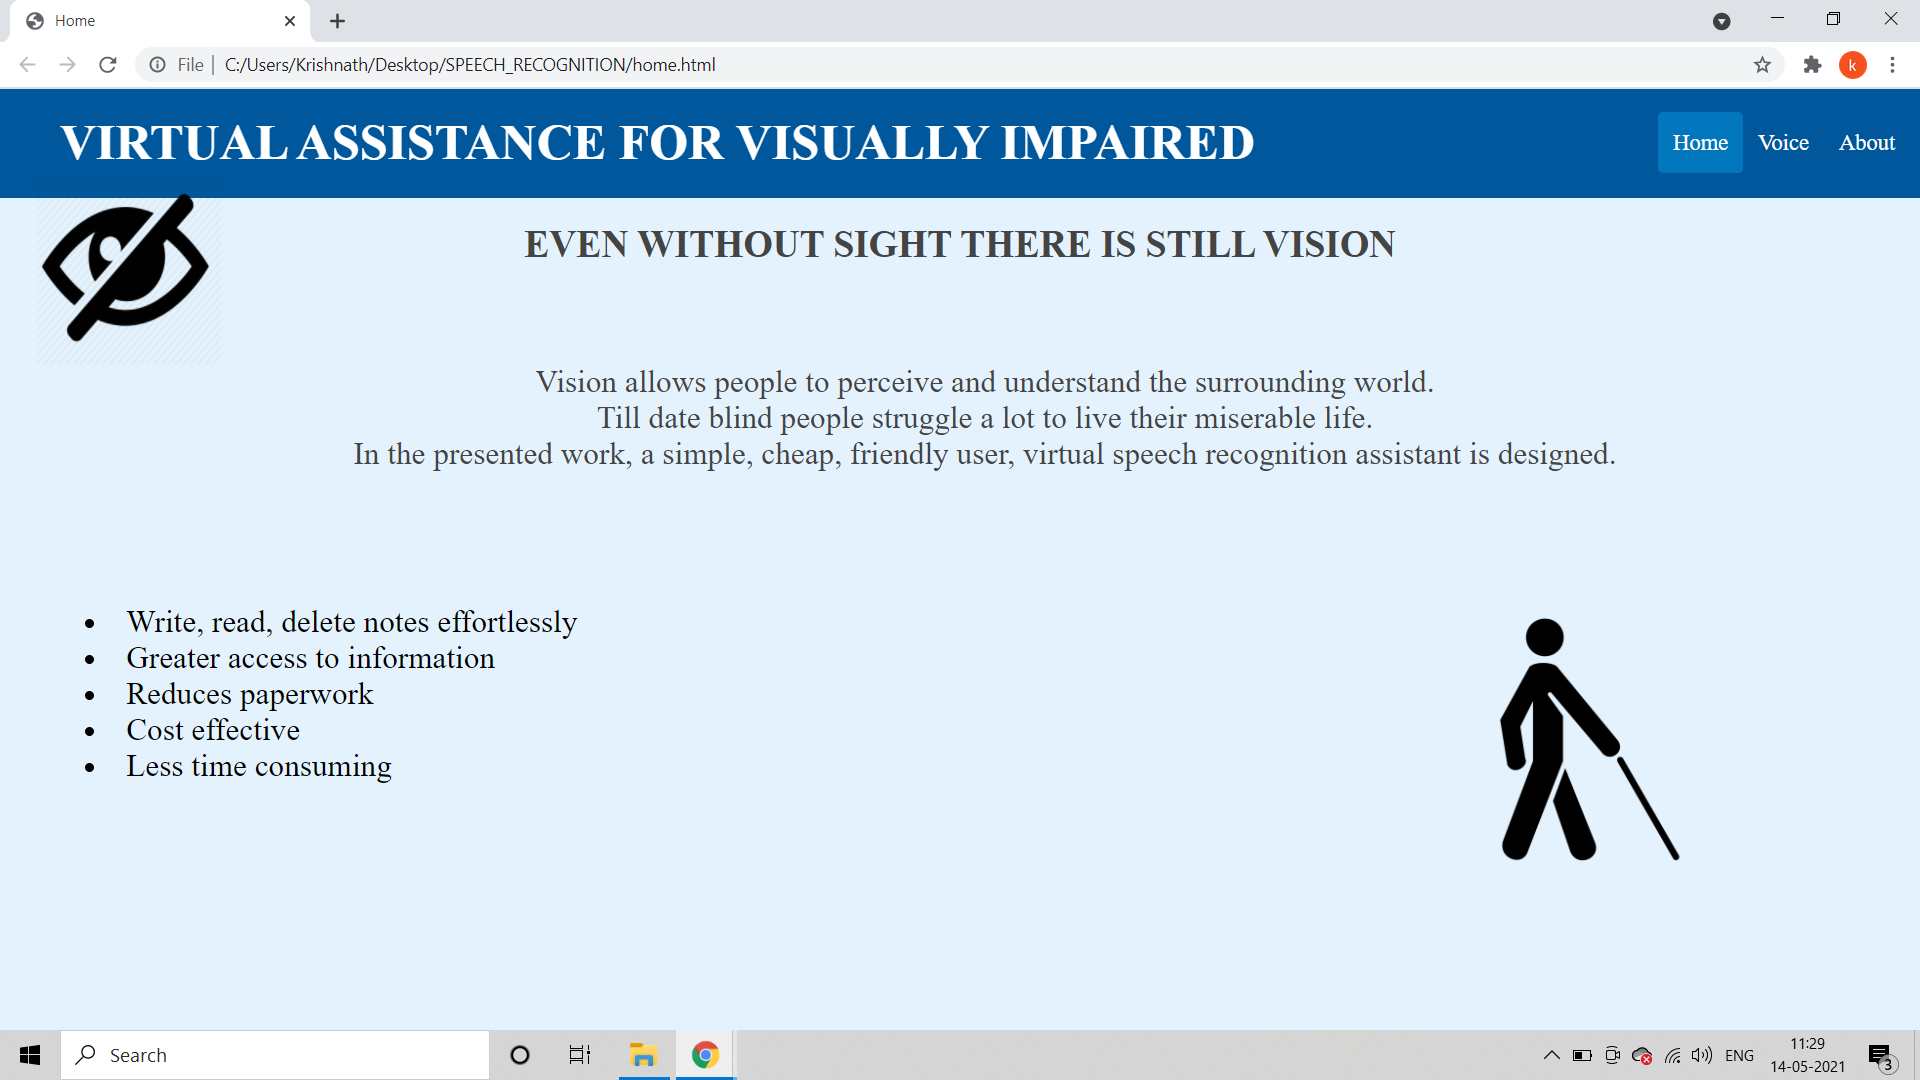 Home
File
C:/Users/Krishnath/Desktop/SPEECH_RECOGNITION/home.html
k
VIRTUAL ASSISTANCE FOR VISUALLY IMPAIRED
Home
Voice
About
EVEN WITHOUT SIGHT THERE IS STILL VISION
Vision allows people to perceive and understand the surrounding world.
Till date blind people struggle a lot to live their miserable life.
In the presented work, a simple, cheap, friendly user, virtual speech recognition assistant is designed.
Write, read, delete notes effortlessly
Greater access to information
Reduces paperwork
Cost effective
Less time consuming
Search
ENG
11:29
14-05-2021
3